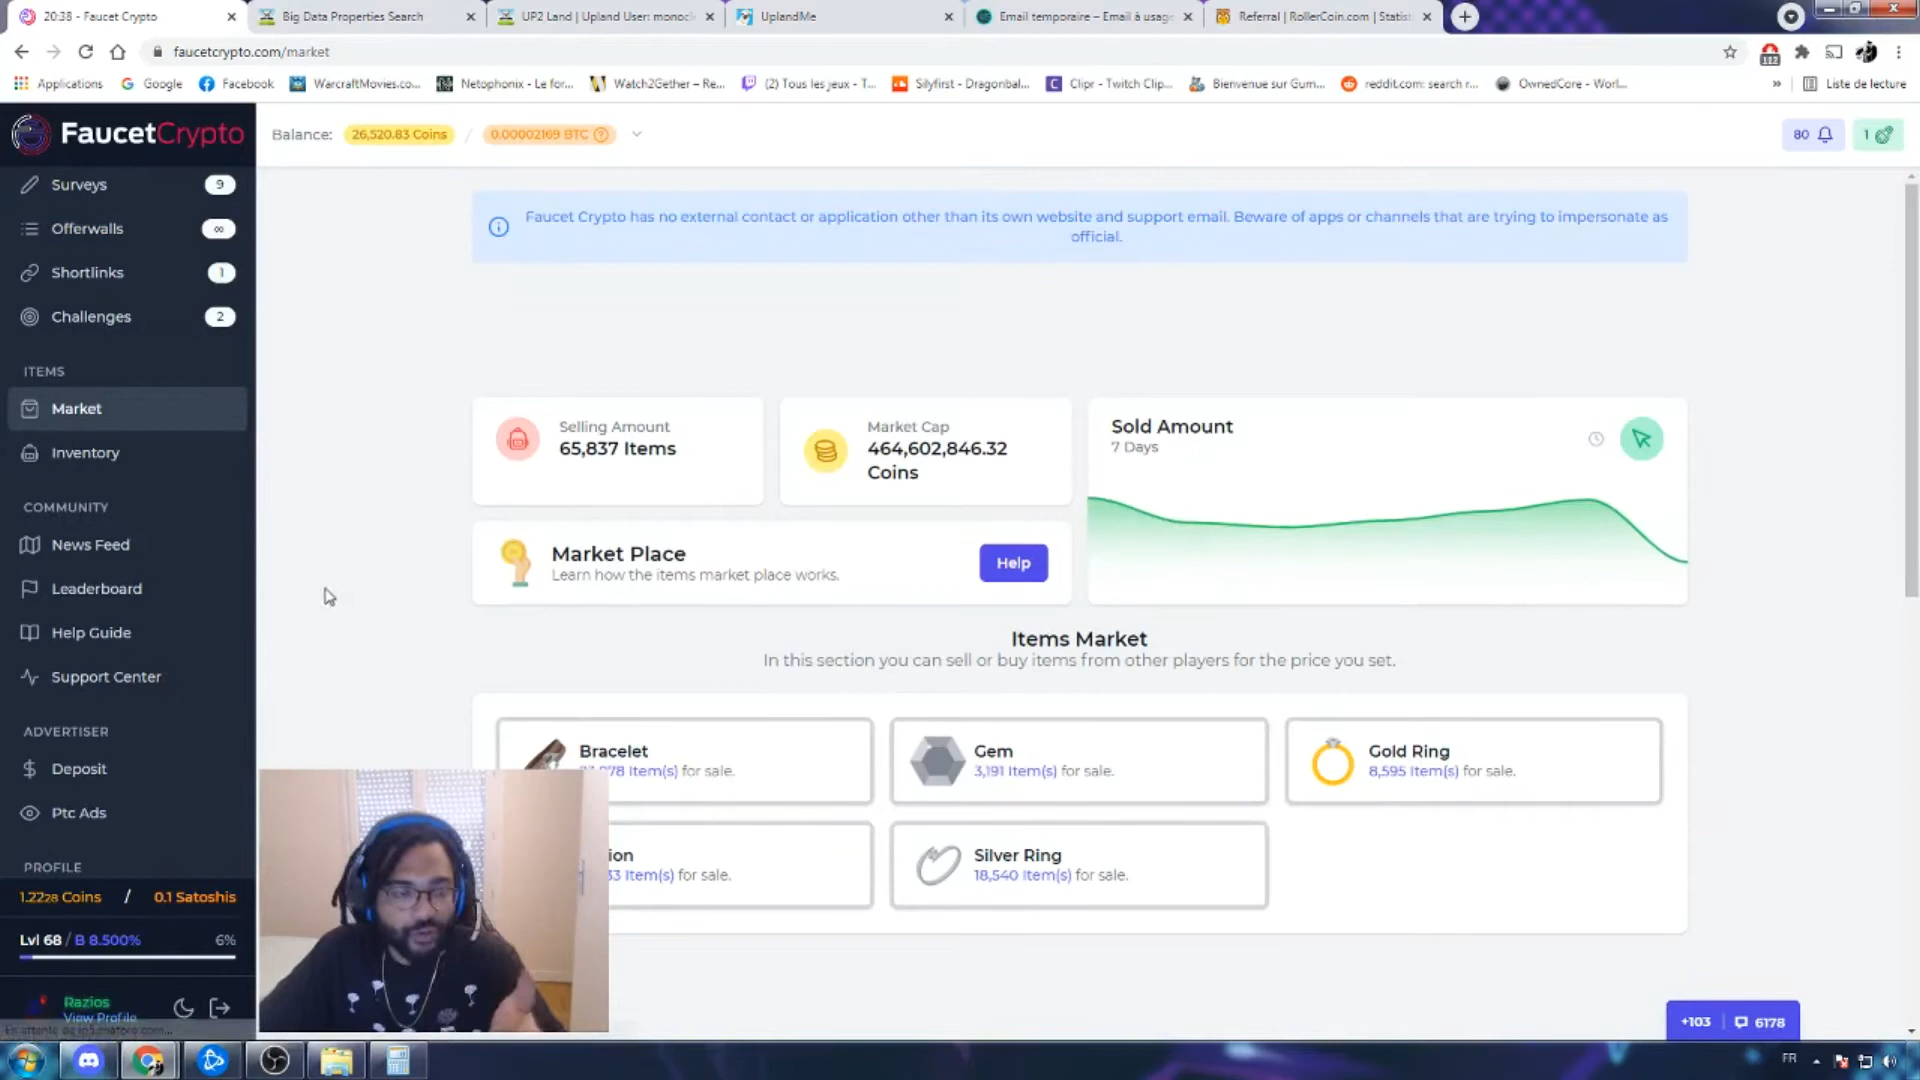 20:38 - Faucet Crypto
Big Data Properties Search
UP2 Land | Upland User: monocl
UplandMe
Email temporaire – Email à usage
Referral | RollerCoin.com | Statist
faucetcrypto.com/market
112
Applications
Google
Facebook
WarcraftMovies.co...
Netophonix - Le for...
Watch2Gether – Re...
(2) Tous les jeux - T...
Silyfirst - Dragonbal...
Clipr - Twitch Clip...
Bienvenue sur Gum...
reddit.com: search r...
OwnedCore - Worl...
»
Liste de lecture
FaucetCrypto
Balance: 26,520.83 Coins / 0.00002169 BTC
80
1
Surveys 9
Offerwalls ∞
Shortlinks 1
Challenges 2
ITEMS
Market
Inventory
COMMUNITY
News Feed
Leaderboard
Help Guide
Support Center
ADVERTISER
Deposit
Ptc Ads
PROFILE
1.2228 Coins / 0.1 Satoshis
Lvl 68 / B 8.500% 6%
Razios
View Profile
Faucet Crypto has no external contact or application other than its own website and support email. Beware of apps or channels that are trying to impersonate as
official.
Selling Amount
65,837 Items
Market Cap
464,602,846.32
Coins
Sold Amount
7 Days
Market Place
Learn how the items market place works.
Help
Items Market
In this section you can sell or buy items from other players for the price you set.
Bracelet
Item(s) for sale.
Gem
3,191 Item(s) for sale.
Gold Ring
8,595 Item(s) for sale.
Item(s) for sale.
Silver Ring
18,540 Item(s) for sale.
+103
6178
FR